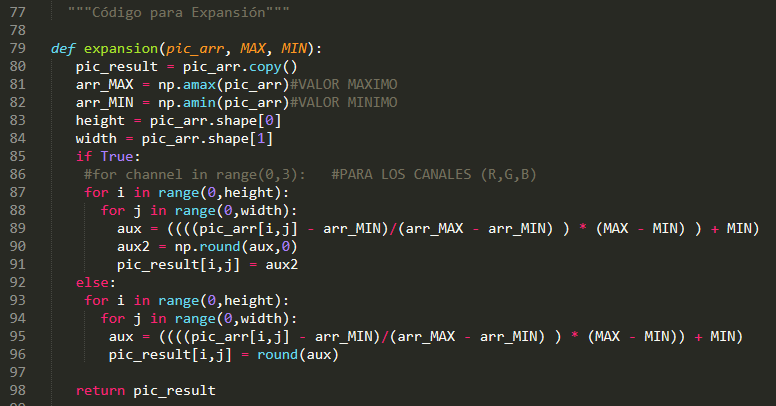 77 """Código para Expansión"""
78
79 def expansion(pic_arr, MAX, MIN):
80 pic_result = pic_arr.copy()
81 arr_MAX = np.amax(pic_arr)#VALOR MAXIMO
82 arr_MIN = np.amin(pic_arr)#VALOR MINIMO
83 height = pic_arr.shape[0]
84 width = pic_arr.shape[1]
85 if True:
86 #for channel in range(0,3): #PARA LOS CANALES (R,G,B)
87 for i in range(0,height):
88 for j in range(0,width):
89 aux = ((((pic_arr[i,j] - arr_MIN)/(arr_MAX - arr_MIN) ) * (MAX - MIN) ) + MIN)
90 aux2 = np.round(aux,0)
91 pic_result[i,j] = aux2
92 else:
93 for i in range(0,height):
94 for j in range(0,width):
95 aux = ((((pic_arr[i,j] - arr_MIN)/(arr_MAX - arr_MIN) ) * (MAX - MIN)) + MIN)
96 pic_result[i,j] = round(aux)
97
98 return pic_result